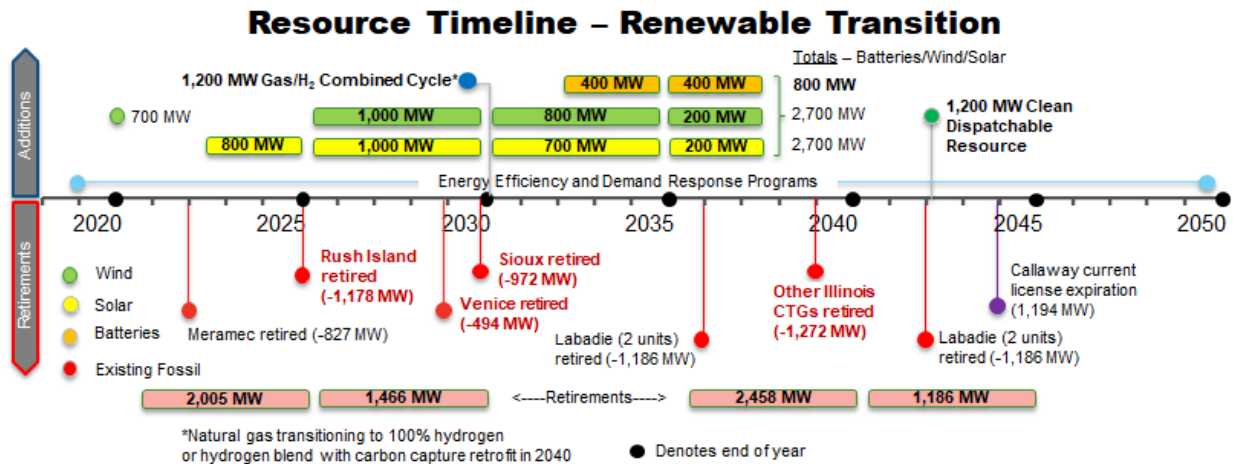 Resource Timeline – Renewable Transition
Additions
Totals – Batteries/Wind/Solar
1,200 MW Gas/H₂ Combined Cycle*
400 MW
400 MW
800 MW
700 MW
1,000 MW
800 MW
200 MW
2,700 MW
800 MW
1,000 MW
700 MW
200 MW
2,700 MW
1,200 MW Clean
Dispatchable
Resource
Energy Efficiency and Demand Response Programs
2020
2025
2030
2035
2040
2045
2050
Retirements
Wind
Solar
Batteries
Existing Fossil
Meramec retired (-827 MW)
Rush Island
retired
(-1,178 MW)
Venice retired
(-494 MW)
Sioux retired
(-972 MW)
Labadie (2 units)
retired (-1,186 MW)
Other Illinois
CTGs retired
(-1,272 MW)
Labadie (2 units)
retired (-1,186 MW)
Callaway current
license expiration
(1,194 MW)
2,005 MW
1,466 MW
<----Retirements---->
2,458 MW
1,186 MW
*Natural gas transitioning to 100% hydrogen
or hydrogen blend with carbon capture retrofit in 2040
Denotes end of year